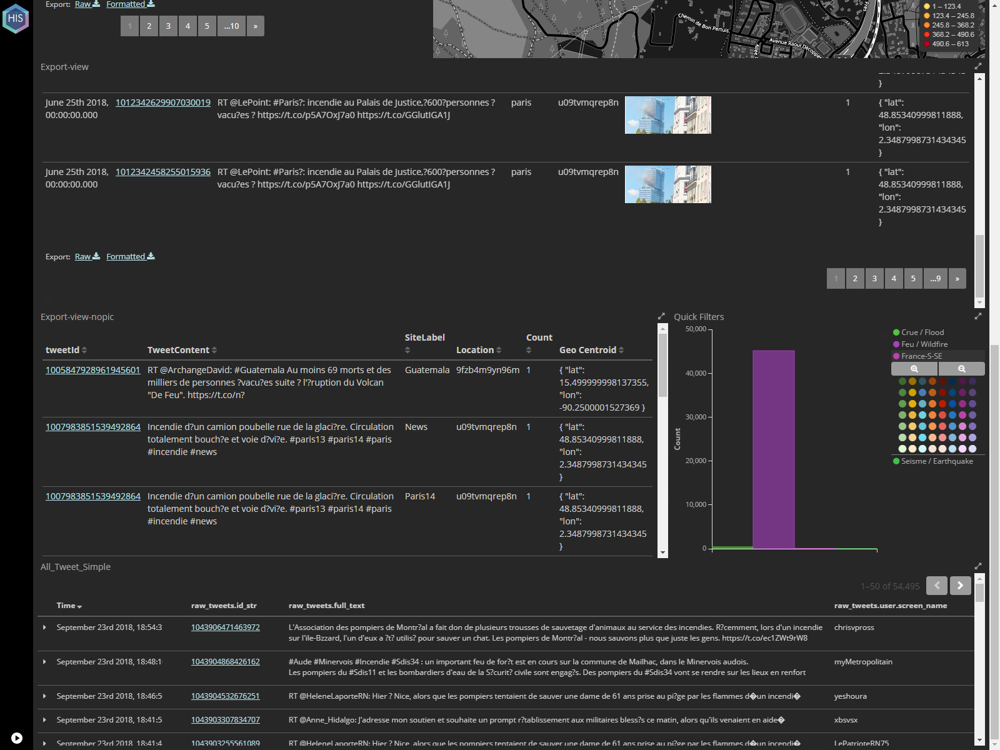 HIS
Export: Raw Formatted
1 2 3 4 5 ...10 »
Chemin de Bon Pertuis
Avenue Raoul Décopper
1 – 123.4
123.4 – 245.8
245.8 – 368.2
368.2 – 490.6
490.6 – 613
Export-view
}
June 25th 2018, 00:00:00.000 1012342629907030019 RT @LePoint: #Paris?: incendie au Palais de Justice,?600?personnes ? paris u09tvmqrep8n 1 { "lat":
vacu?es ? https://t.co/p5A7OxJ7a0 https://t.co/GGlutIGA1J 48.85340999811888,
"lon":
2.3487998731434345
}
June 25th 2018, 00:00:00.000 1012342458255015936 RT @LePoint: #Paris?: incendie au Palais de Justice,?600?personnes ? paris u09tvmqrep8n 1 { "lat":
vacu?es ? https://t.co/p5A7OxJ7a0 https://t.co/GGlutIGA1J 48.85340999811888,
"lon":
2.3487998731434345
}
Export: Raw Formatted
1 2 3 4 5 ...9 »
Export-view-nopic
tweetId TweetContent SiteLabel Location Count Geo Centroid
1005847928961945601 RT @ArchangeDavid: #Guatemala Au moins 69 morts et des Guatemala 9fzb4m9yn96m 1 { "lat":
milliers de personnes ?vacu?es suite ? l'?ruption du Volcan 15.499999998137355,
"De Feu". https://t.co/n? "lon":
-90.2500001527369 }
1007983851539492864 Incendie d?un camion poubelle rue de la glaci?re. Circulation News u09tvmqrep8n 1 { "lat":
totalement bouch?e et voie d?vi?e. #paris13 #paris14 #paris 48.85340999811888,
#incendie #news "lon":
2.3487998731434345
}
1007983851539492864 Incendie d?un camion poubelle rue de la glaci?re. Circulation Paris14 u09tvmqrep8n 1 { "lat":
totalement bouch?e et voie d?vi?e. #paris13 #paris14 #paris 48.85340999811888,
#incendie #news "lon":
2.3487998731434345
}
Quick Filters
50,000
40,000
30,000
20,000
10,000
0
Count
Crue / Flood
Feu / Wildfire
France-S-SE
Seisme / Earthquake
All_Tweet_Simple
1–50 of 54,495
Time raw_tweets.id_str raw_tweets.full_text raw_tweets.user.screen_name
September 23rd 2018, 18:54:3 1043906471463972 L'Association des pompiers de Montr?al a fait don de plusieurs trousses de sauvetage d'animaux au service des incendies. R?cemment, lors d'un incendie chrisvpross
sur l'ile-Bzzard, l'un d'eux a ?t? utilis? pour sauver un chat. Les pompiers de Montr?al - nous sauvons plus que juste les gens. https://t.co/ec1ZWt9rW8
September 23rd 2018, 18:48:1 1043904868426162 #Aude #Minervois #Incendie #Sdis34 : un important feu de for?t est en cours sur la commune de Mailhac, dans le Minervois audois. myMetropolitain
Les pompiers du #Sdis11 et les bombardiers d'eau de la S?curit? civile sont engag?s. Des pompiers du #Sdis34 vont se rendre sur les lieux en renfort
September 23rd 2018, 18:46:5 1043904532676251 RT @HeleneLaporteRN: Hier ? Nice, alors que les pompiers tentaient de sauver une dame de 61 ans prise au pi?ge par les flammes d�un incendi� yeshoura
September 23rd 2018, 18:41:5 1043903307834707 RT @Anne_Hidalgo: J'adresse mon soutien et souhaite un prompt r?tablissement aux militaires bless?s ce matin, alors qu'ils venaient en aide� xbsvsx
September 23rd 2018, 18:41:4 1043903255561089 RT @HeleneLaporteRN: Hier ? Nice, alors que les pompiers tentaient de sauver une dame de 61 ans prise au pi?ge par les flammes d�un incendi� LePatrioteRN75